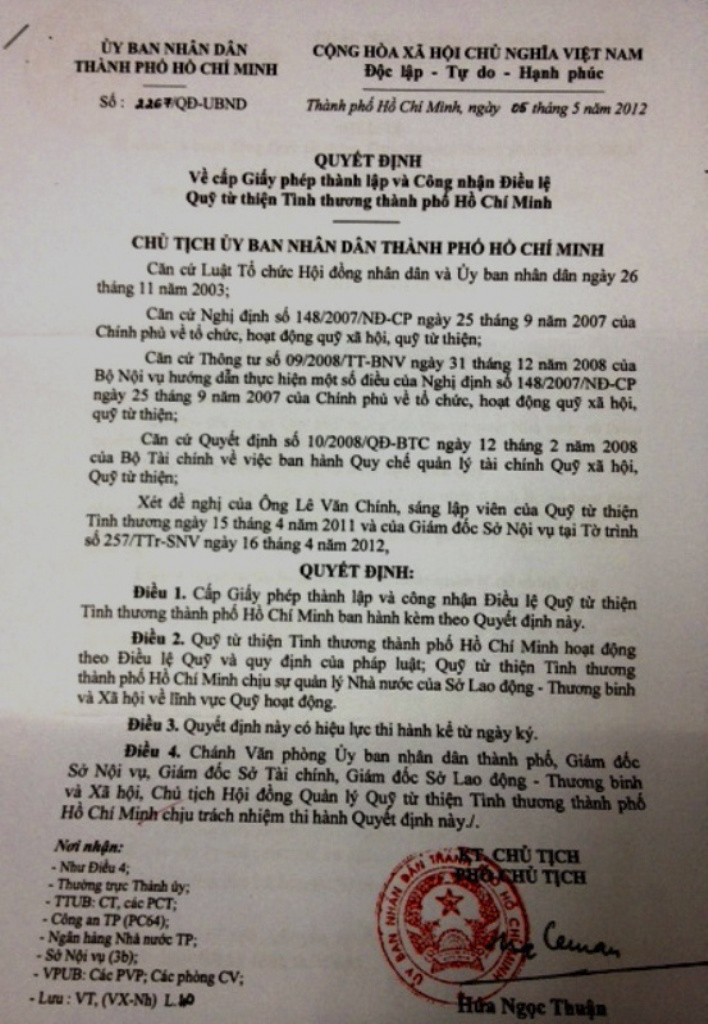 ỦY BAN NHÂN DÂN
THÀNH PHỐ HỒ CHÍ MINH
Số : 2267/QĐ-UBND
CỘNG HÒA XÃ HỘI CHỦ NGHĨA VIỆT NAM
Độc lập - Tự do - Hạnh phúc
Thành phố Hồ Chí Minh, ngày 05 tháng 5 năm 2012
QUYẾT ĐỊNH
Về cấp Giấy phép thành lập và Công nhận Điều lệ
Quỹ từ thiện Tình thương thành phố Hồ Chí Minh
CHỦ TỊCH ỦY BAN NHÂN DÂN THÀNH PHỐ HỒ CHÍ MINH
Căn cứ Luật Tổ chức Hội đồng nhân dân và Ủy ban nhân dân ngày 26
tháng 11 năm 2003;
Căn cứ Nghị định số 148/2007/NĐ-CP ngày 25 tháng 9 năm 2007 của
Chính phủ về tổ chức, hoạt động quỹ xã hội, quỹ từ thiện;
Căn cứ Thông tư số 09/2008/TT-BNV ngày 31 tháng 12 năm 2008 của
Bộ Nội vụ hướng dẫn thực hiện một số điều của Nghị định số 148/2007/NĐ-CP
ngày 25 tháng 9 năm 2007 của Chính phủ về tổ chức, hoạt động quỹ xã hội,
quỹ từ thiện;
Căn cứ Quyết định số 10/2008/QĐ-BTC ngày 12 tháng 2 năm 2008
của Bộ Tài chính về việc ban hành Quy chế quản lý tài chính Quỹ xã hội,
Quỹ từ thiện;
Xét đề nghị của Ông Lê Văn Chính, sáng lập viên của Quỹ từ thiện
Tình thương ngày 15 tháng 4 năm 2011 và của Giám đốc Sở Nội vụ tại Tờ trình
số 257/TTr-SNV ngày 16 tháng 4 năm 2012,
QUYẾT ĐỊNH:
Điều 1. Cấp Giấy phép thành lập và công nhận Điều lệ Quỹ từ thiện
Tình thương thành phố Hồ Chí Minh ban hành kèm theo Quyết định này.
Điều 2. Quỹ từ thiện Tình thương thành phố Hồ Chí Minh hoạt động
theo Điều lệ Quỹ và quy định của pháp luật; Quỹ từ thiện Tình thương
thành phố Hồ Chí Minh chịu sự quản lý Nhà nước của Sở Lao động - Thương binh
và Xã hội về lĩnh vực Quỹ hoạt động.
Điều 3. Quyết định này có hiệu lực thi hành kể từ ngày ký.
Điều 4. Chánh Văn phòng Ủy ban nhân dân thành phố, Giám đốc
Sở Nội vụ, Giám đốc Sở Tài chính, Giám đốc Sở Lao động - Thương binh
và Xã hội, Chủ tịch Hội đồng Quản lý Quỹ từ thiện Tình thương thành phố
Hồ Chí Minh chịu trách nhiệm thi hành Quyết định này./.
Nơi nhận:
- Như Điều 4;
- Thường trực Thành ủy;
- TTUB: CT, các PCT;
- Công an TP (PC64);
- Ngân hàng Nhà nước TP;
- Sở Nội vụ (3b);
- VPUB: Các PVP; Các phòng CV;
- Lưu : VT, (VX-Nh) L.
KT. CHỦ TỊCH
PHÓ CHỦ TỊCH
ỦY BAN NHÂN DÂN THÀNH PHỐ HỒ CHÍ MINH
Hứa Ngọc Thuận